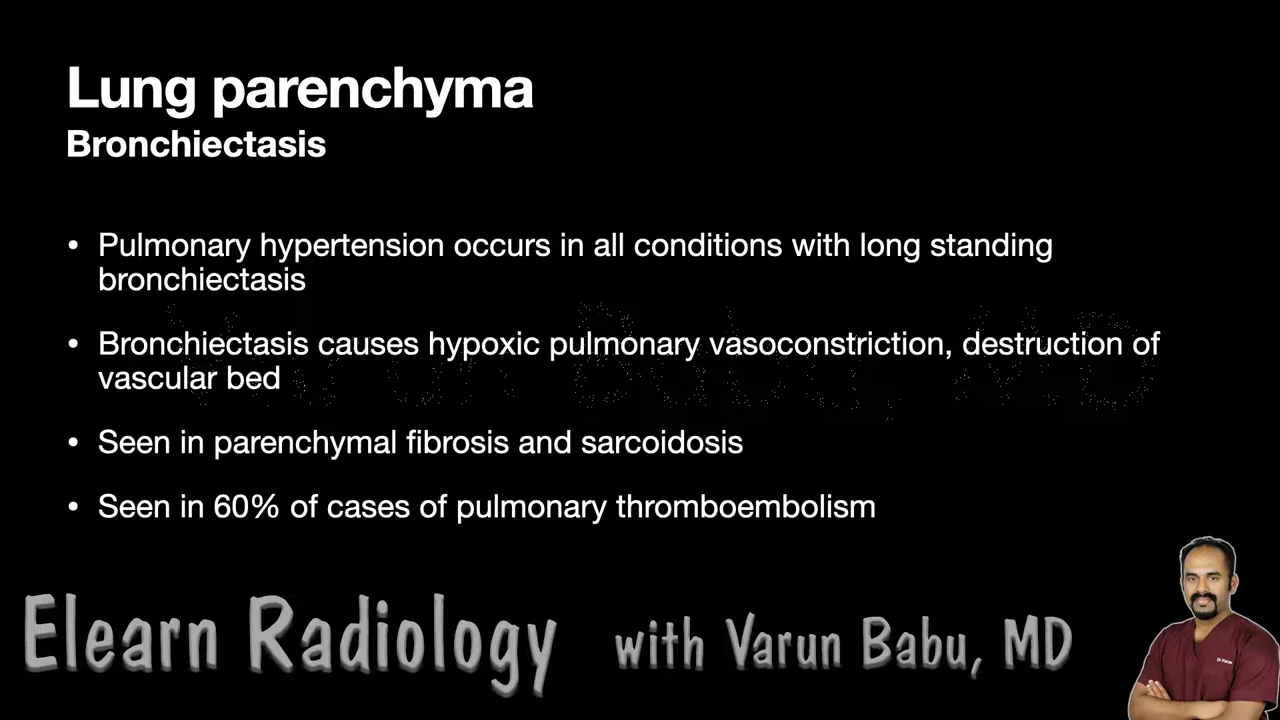 Lung parenchyma
Bronchiectasis
• Pulmonary hypertension occurs in all conditions with long standing
bronchiectasis
• Bronchiectasis causes hypoxic pulmonary vasoconstriction, destruction of
vascular bed
• Seen in parenchymal fibrosis and sarcoidosis
• Seen in 60% of cases of pulmonary thromboembolism
Elearn Radiology with Varun Babu, MD